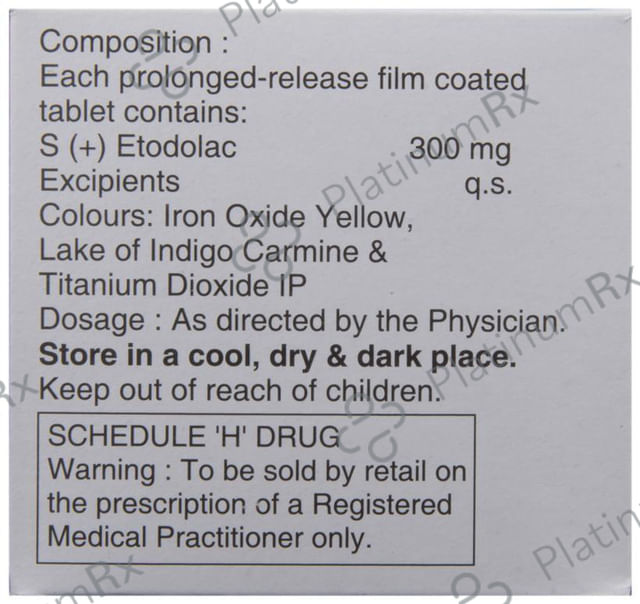 Composition :
Each prolonged-release film coated
tablet contains:
S (+) Etodolac 300 mg
Excipients q.s.
Colours: Iron Oxide Yellow,
Lake of Indigo Carmine &
Titanium Dioxide IP
Dosage : As directed by the Physician.
Store in a cool, dry & dark place.
Keep out of reach of children.
SCHEDULE 'H' DRUG
Warning : To be sold by retail on
the prescription of a Registered
Medical Practitioner only.
PlatinumRx
PlatinumRx